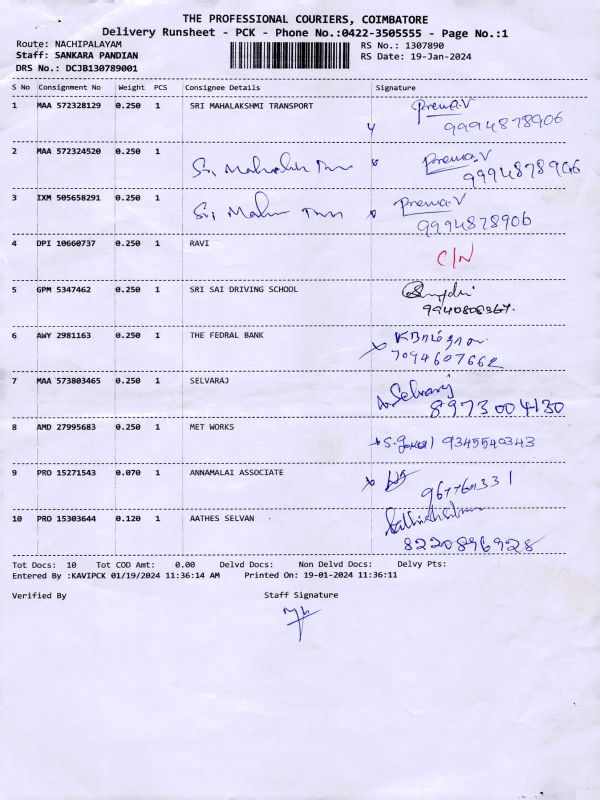 THE PROFESSIONAL COURIERS, COIMBATORE
Delivery Runsheet - PCK - Phone No.:0422-3505555 - Page No.:1
Route: NACHIPALAYAM RS No.: 1307890
Staff: SANKARA PANDIAN RS Date: 19-Jan-2024
DRS No.: DCJB130789001
S No Consignment No Weight PCS Consignee Details Signature
1 MAA 572328129 0.250 1 SRI MAHALAKSHMI TRANSPORT Prema.V
9994878906
2 MAA 572324520 0.250 1 Prema.V
9994878906
3 IXM 505658291 0.250 1 Prema.V
9994878906
4 DPI 10660737 0.250 1 RAVI C/N
5 GPM 5347462 0.250 1 SRI SAI DRIVING SCHOOL
9940808367.
6 AWY 2981163 0.250 1 THE FEDRAL BANK
7094607662
7 MAA 573803465 0.250 1 SELVARAJ Selvaraj
8973004130
8 AMD 27995683 0.250 1 MET WORKS 9345540343
9 PRO 15271543 0.070 1 ANNAMALAI ASSOCIATE
10 PRO 15303644 0.120 1 AATHES SELVAN
8220896928
Tot Docs: 10 Tot COD Amt: 0.00 Delvd Docs: Non Delvd Docs: Delvy Pts:
Entered By :KAVIPCK 01/19/2024 11:36:14 AM Printed On: 19-01-2024 11:36:11
Verified By Staff Signature